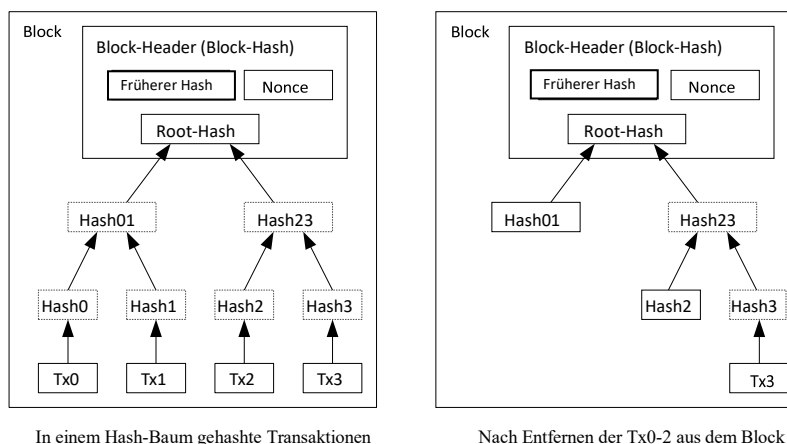 Block
Block-Header (Block-Hash)
Früherer Hash
Nonce
Root-Hash
Hash01
Hash23
Hash0
Hash1
Hash2
Hash3
Tx0
Tx1
Tx2
Tx3
In einem Hash-Baum gehashte Transaktionen
Block
Block-Header (Block-Hash)
Früherer Hash
Nonce
Root-Hash
Hash01
Hash23
Hash2
Hash3
Tx3
Nach Entfernen der Tx0-2 aus dem Block